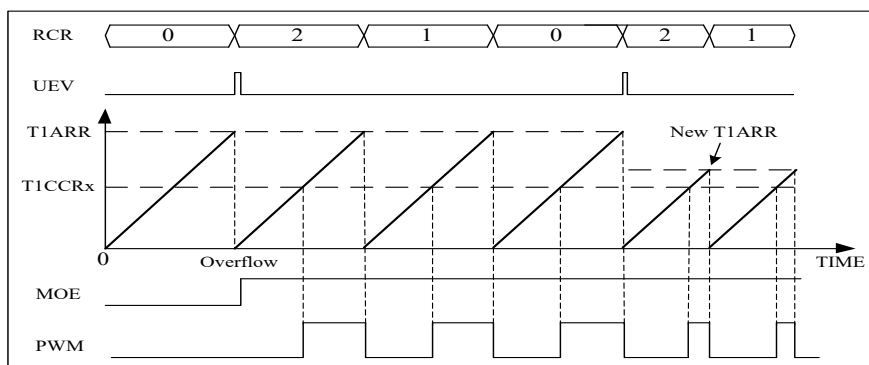 RCR 0 2 1 0 2 1
UEV
T1ARR
New T1ARR
T1CCRx
0 Overflow TIME
MOE
PWM